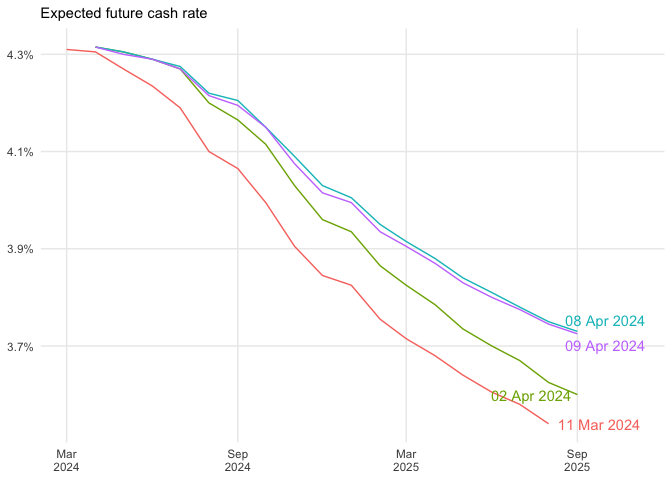 Expected future cash rate
4.3%
4.1%
3.9%
3.7%
08 Apr 2024
09 Apr 2024
02 Apr 2024
11 Mar 2024
Mar
2024
Sep
2024
Mar
2025
Sep
2025